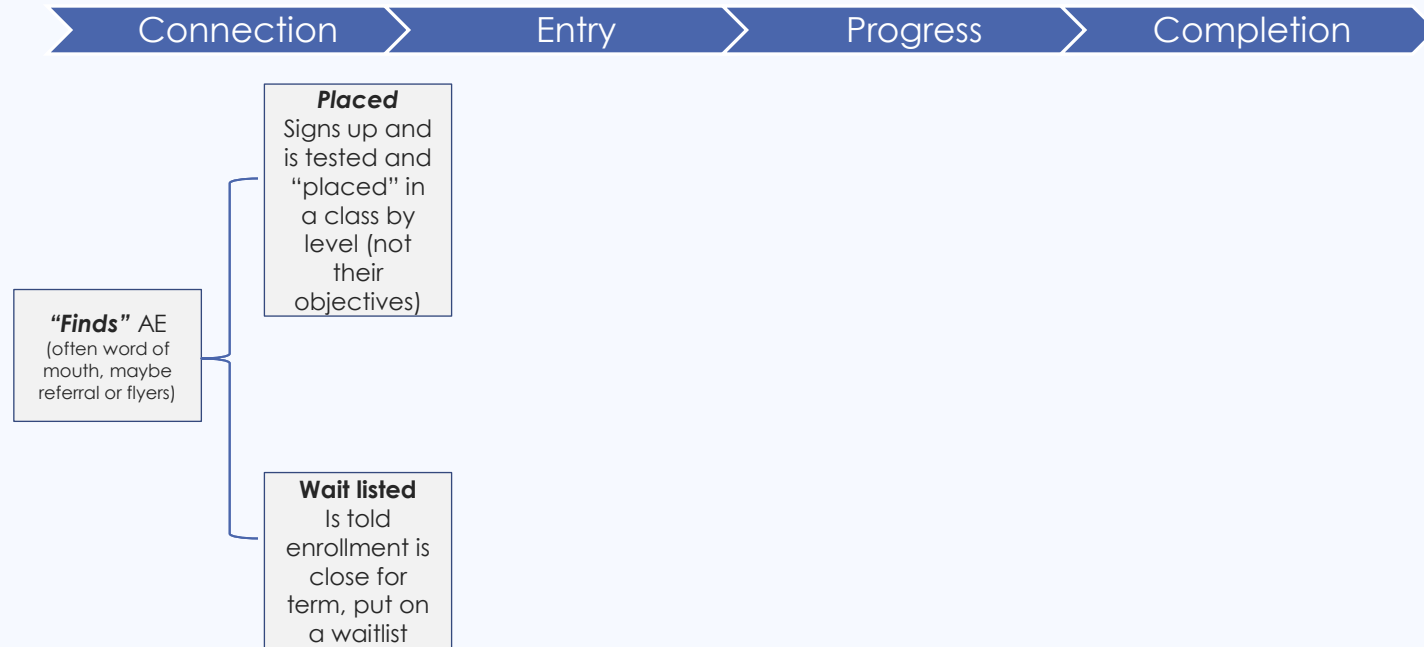 Connection
Entry
Progress
Completion
Placed
Signs up and
is tested and
“placed” in
a class by
level (not
their
objectives)
“Finds” AE
(often word of
mouth, maybe
referral or flyers)
Wait listed
Is told
enrollment is
close for
term, put on
a waitlist